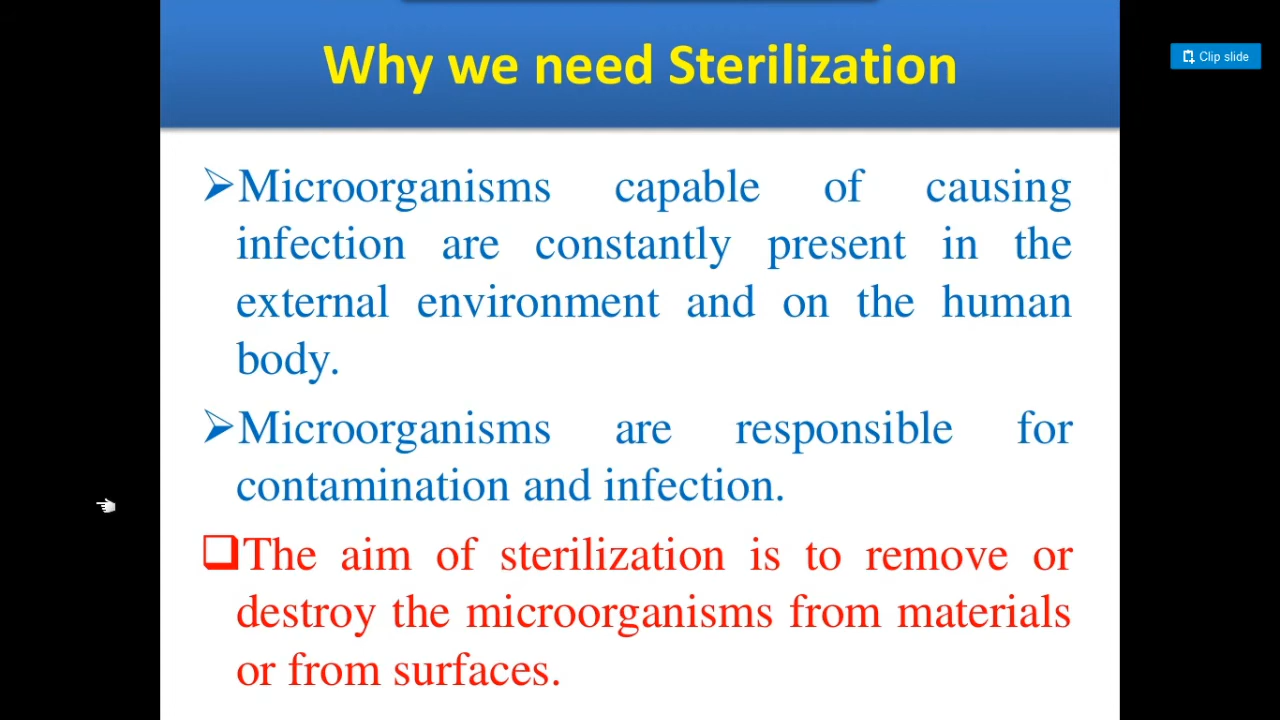 Why we need Sterilization
Clip slide
➢Microorganisms capable of causing
infection are constantly present in the
external environment and on the human
body.
➢Microorganisms are responsible for
contamination and infection.
❑The aim of sterilization is to remove or
destroy the microorganisms from materials
or from surfaces.